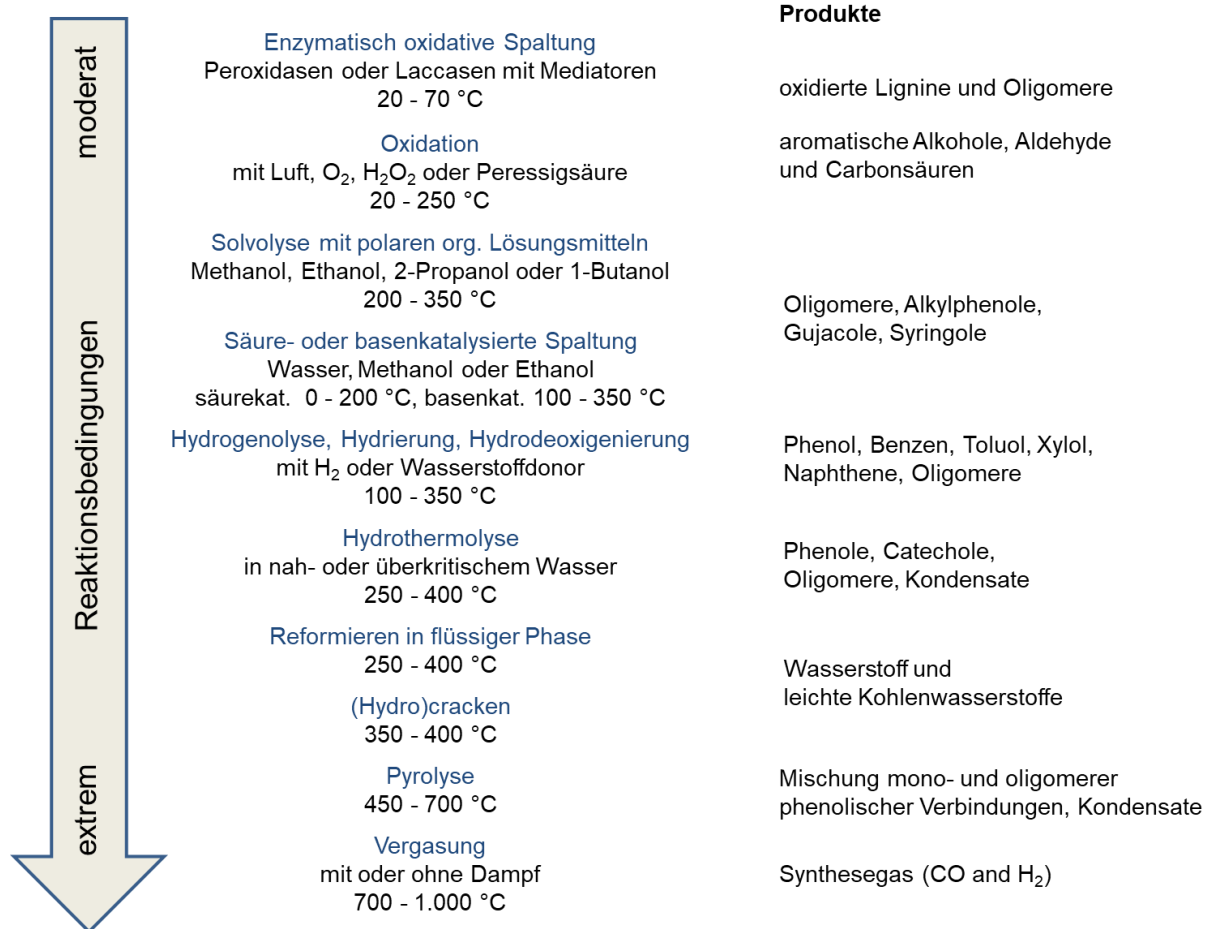 Produkte
moderat
Reaktionsbedingungen
extrem
Enzymatisch oxidative Spaltung
Peroxidasen oder Laccasen mit Mediatoren
20 - 70 °C
oxidierte Lignine und Oligomere
Oxidation
mit Luft, O₂, H₂O₂ oder Peressigsäure
20 - 250 °C
aromatische Alkohole, Aldehyde
und Carbonsäuren
Solvolyse mit polaren org. Lösungsmitteln
Methanol, Ethanol, 2-Propanol oder 1-Butanol
200 - 350 °C
Säure- oder basenkatalysierte Spaltung
Wasser, Methanol oder Ethanol
säurekat. 0 - 200 °C, basenkat. 100 - 350 °C
Oligomere, Alkylphenole,
Gujacole, Syringole
Hydrogenolyse, Hydrierung, Hydrodeoxigenierung
mit H₂ oder Wasserstoffdonor
100 - 350 °C
Phenol, Benzen, Toluol, Xylol,
Naphthene, Oligomere
Hydrothermolyse
in nah- oder überkritischem Wasser
250 - 400 °C
Phenole, Catechole,
Oligomere, Kondensate
Reformieren in flüssiger Phase
250 - 400 °C
(Hydro)cracken
350 - 400 °C
Wasserstoff und
leichte Kohlenwasserstoffe
Pyrolyse
450 - 700 °C
Mischung mono- und oligomerer
phenolischer Verbindungen, Kondensate
Vergasung
mit oder ohne Dampf
700 - 1.000 °C
Synthesegas (CO and H₂)